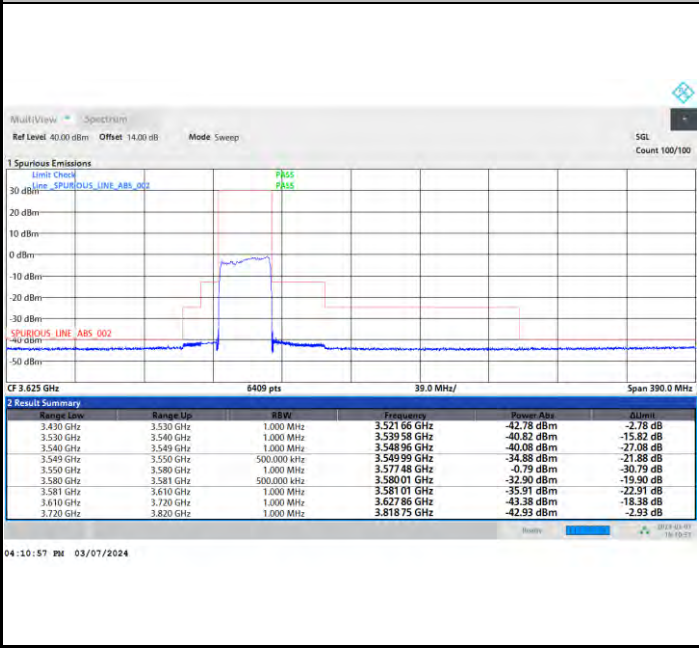 MultiView Spectrum
Ref Level 40.00 dBm Offset 14.00 dB Mode Sweep SGL
Count 100/100
1 Spurious Emissions
Limit Check PASS
Line _SPURIOUS_LINE_ABS_002 PASS
30 dBm
20 dBm
10 dBm
0 dBm
-10 dBm
-20 dBm
-30 dBm
SPURIOUS_LINE_ABS_002
-40 dBm
-50 dBm
CF 3.625 GHz 6409 pts 39.0 MHz/ Span 390.0 MHz
2 Result Summary
Range Low Range Up RBW Frequency Power Abs ΔLimit
3.430 GHz 3.530 GHz 1.000 MHz 3.521 66 GHz -42.78 dBm -2.78 dB
3.530 GHz 3.540 GHz 1.000 MHz 3.539 58 GHz -40.82 dBm -15.82 dB
3.540 GHz 3.549 GHz 1.000 MHz 3.548 96 GHz -40.08 dBm -27.08 dB
3.549 GHz 3.550 GHz 500.000 kHz 3.549 99 GHz -34.88 dBm -21.88 dB
3.550 GHz 3.580 GHz 1.000 MHz 3.577 48 GHz -0.79 dBm -30.79 dB
3.580 GHz 3.581 GHz 500.000 kHz 3.580 01 GHz -32.90 dBm -19.90 dB
3.581 GHz 3.610 GHz 1.000 MHz 3.581 01 GHz -35.91 dBm -22.91 dB
3.610 GHz 3.720 GHz 1.000 MHz 3.627 86 GHz -43.38 dBm -18.38 dB
3.720 GHz 3.820 GHz 1.000 MHz 3.818 75 GHz -42.93 dBm -2.93 dB
Ready
04:10:57 PM 03/07/2024